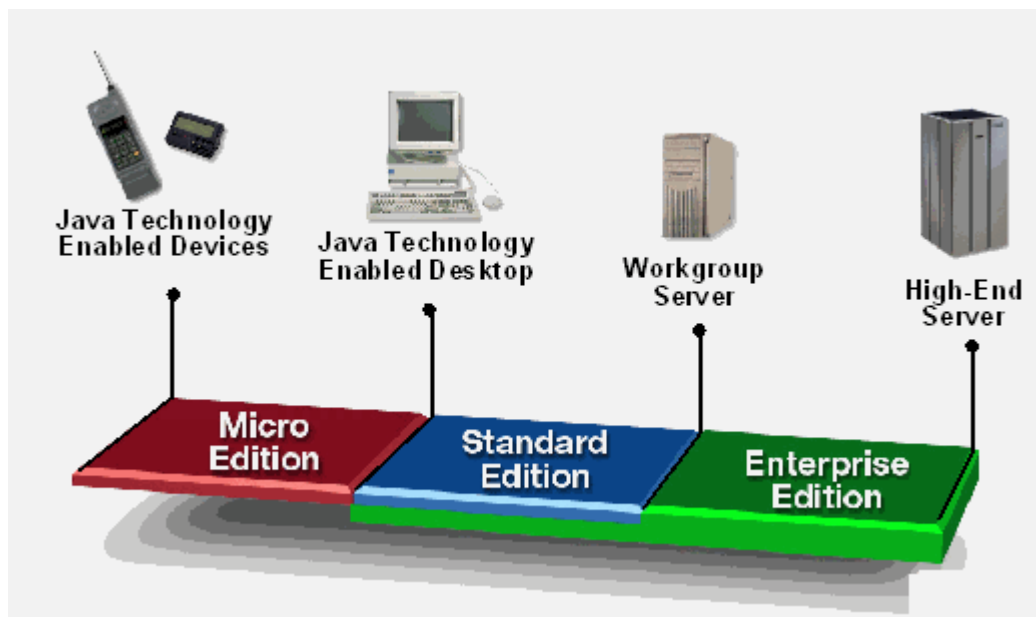 Java Technology
Enabled Devices
Java Technology
Enabled Desktop
Workgroup
Server
High-End
Server
Micro
Edition
Standard
Edition
Enterprise
Edition